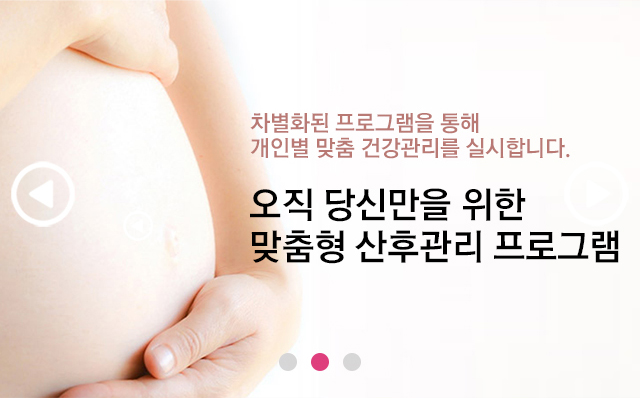 차별화된 프로그램을 통해
개인별 맞춤 건강관리를 실시합니다.
오직 당신만을 위한
맞춤형 산후관리 프로그램